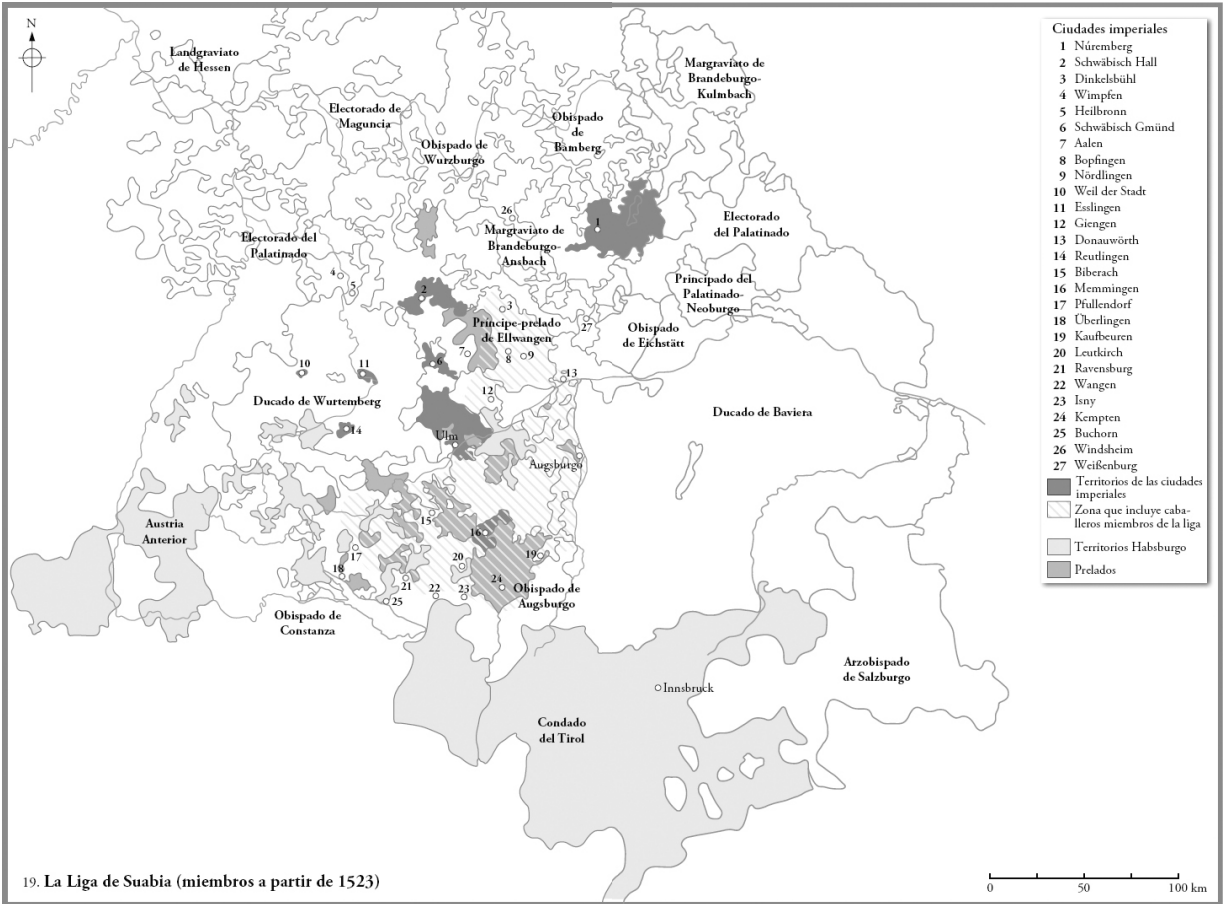 N
Landgraviato
de Hessen
Margraviato de
Brandeburgo-
Kulmbach
Electorado de
Maguncia
Obispado
de
Bamberg
Obispado de
Wurzburgo
26
1
Margraviato de
Brandeburgo-
Ansbach
Electorado
del Palatinado
Electorado del
Palatinado
4
5
2
3
Principado del
Palatinado-
Neoburgo
Príncipe-prelado
de Ellwangen
27
Obispado
de Eichstätt
7
8
9
6
10
11
13
12
Ducado de Wurtemberg
Ducado de Baviera
14
Ulm
Augsburgo
Austria
Anterior
15
16
17
18
19
20
21
22
23
24
25
Obispado de
Augsburgo
Obispado de
Constanza
Arzobispado
de Salzburgo
Innsbruck
Condado
del Tirol
Ciudades imperiales
1 Núremberg
2 Schwäbisch Hall
3 Dinkelsbühl
4 Wimpfen
5 Heilbronn
6 Schwäbisch Gmünd
7 Aalen
8 Bopfingen
9 Nördlingen
10 Weil der Stadt
11 Esslingen
12 Giengen
13 Donauwörth
14 Reutlingen
15 Biberach
16 Memmingen
17 Pfullendorf
18 Überlingen
19 Kaufbeuren
20 Leutkirch
21 Ravensburg
22 Wangen
23 Isny
24 Kempten
25 Buchorn
26 Windsheim
27 Weißenburg
Territorios de las ciudades
imperiales
Zona que incluye caba-
lleros miembros de la liga
Territorios Habsburgo
Prelados
19. La Liga de Suabia (miembros a partir de 1523)
0 50 100 km